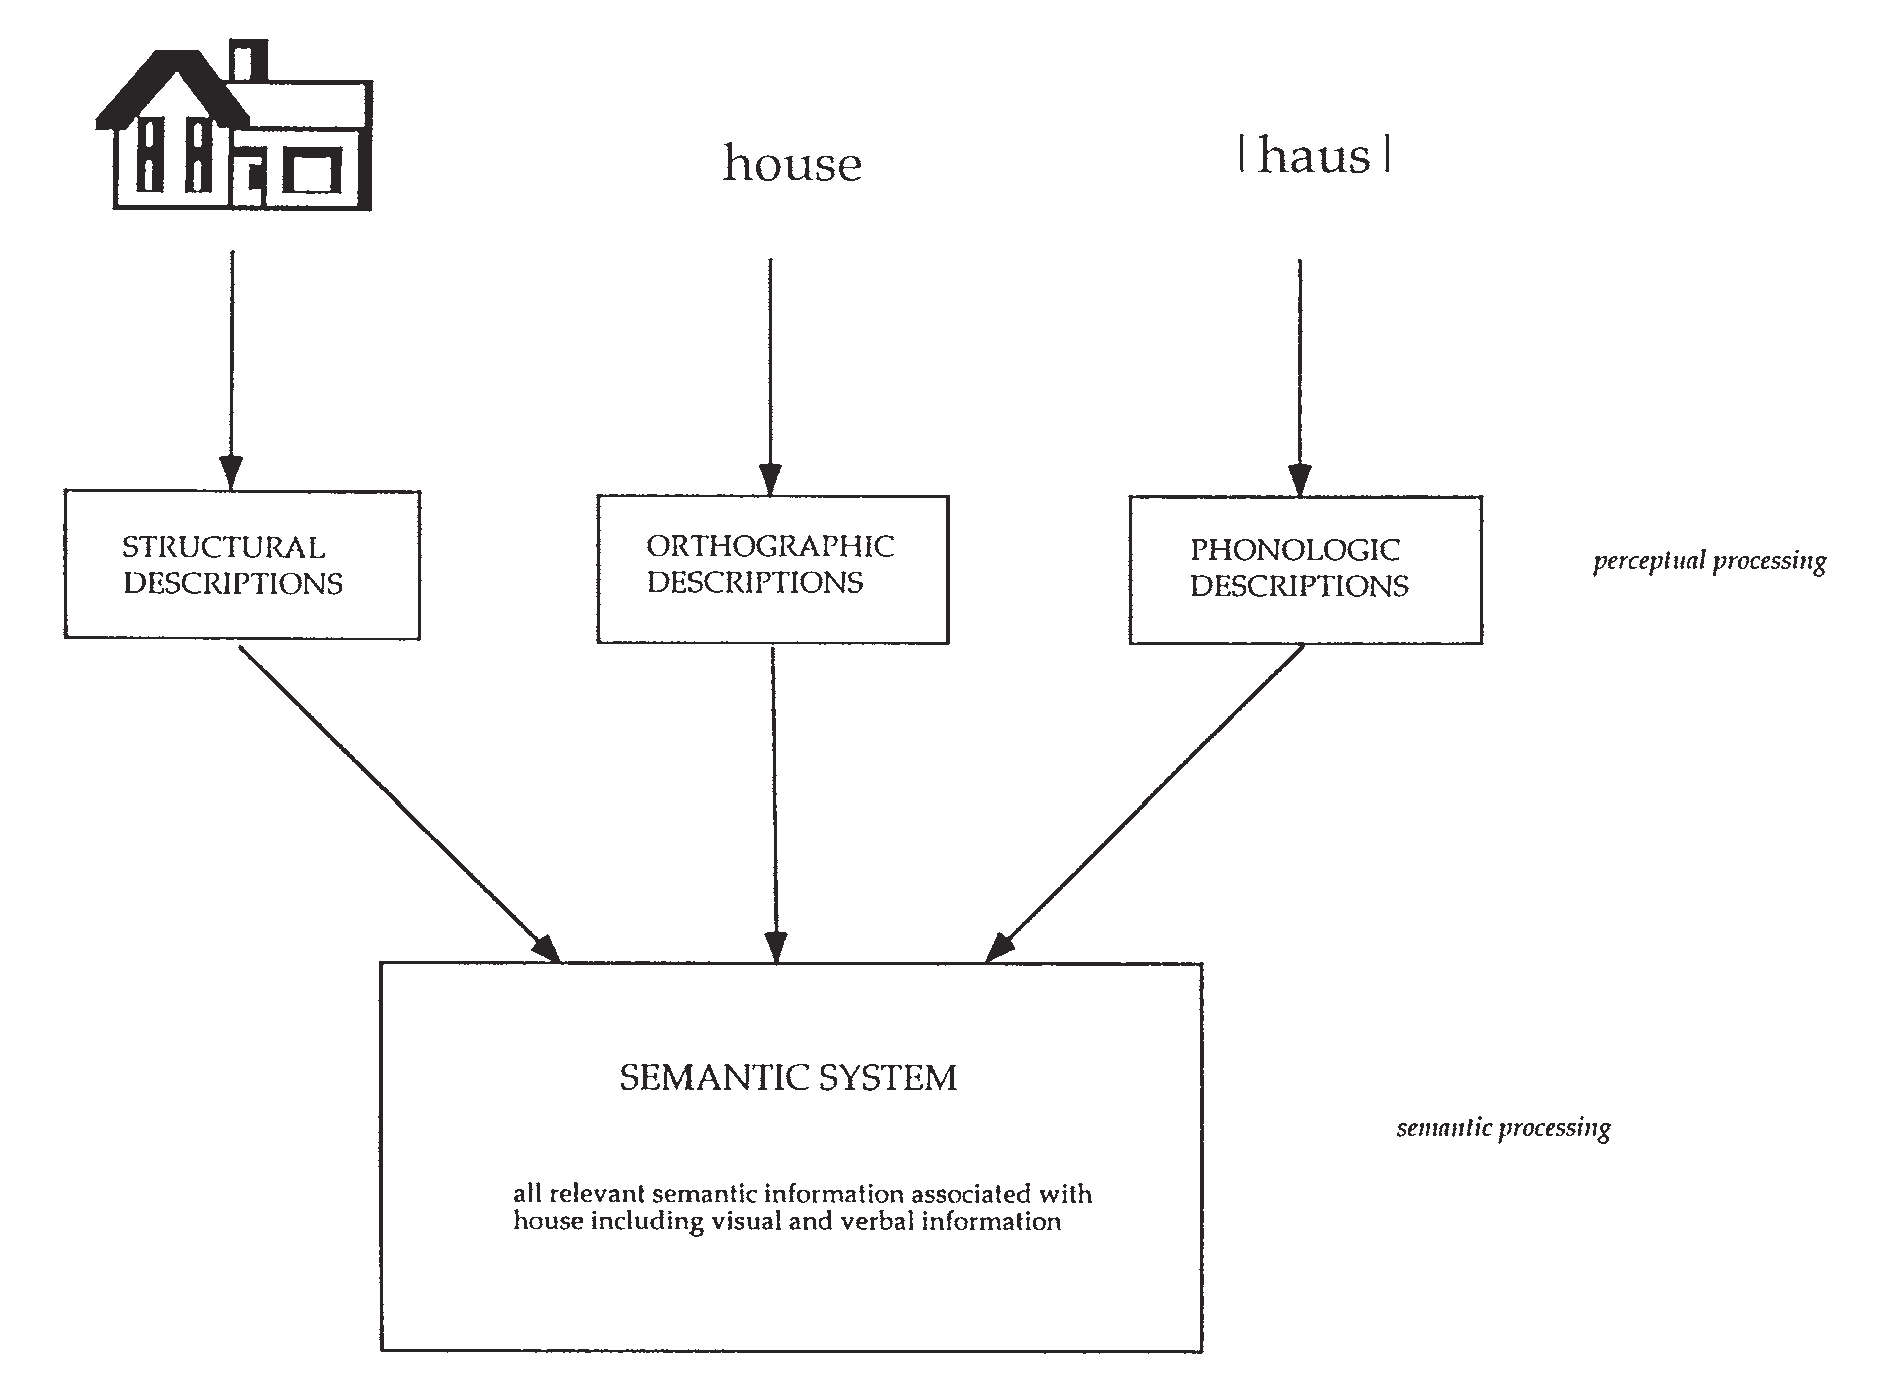 house
|haus|
STRUCTURAL
DESCRIPTIONS
ORTHOGRAPHIC
DESCRIPTIONS
PHONOLOGIC
DESCRIPTIONS
perceptual processing
SEMANTIC SYSTEM
semantic processing
all relevant semantic information associated with
house including visual and verbal information